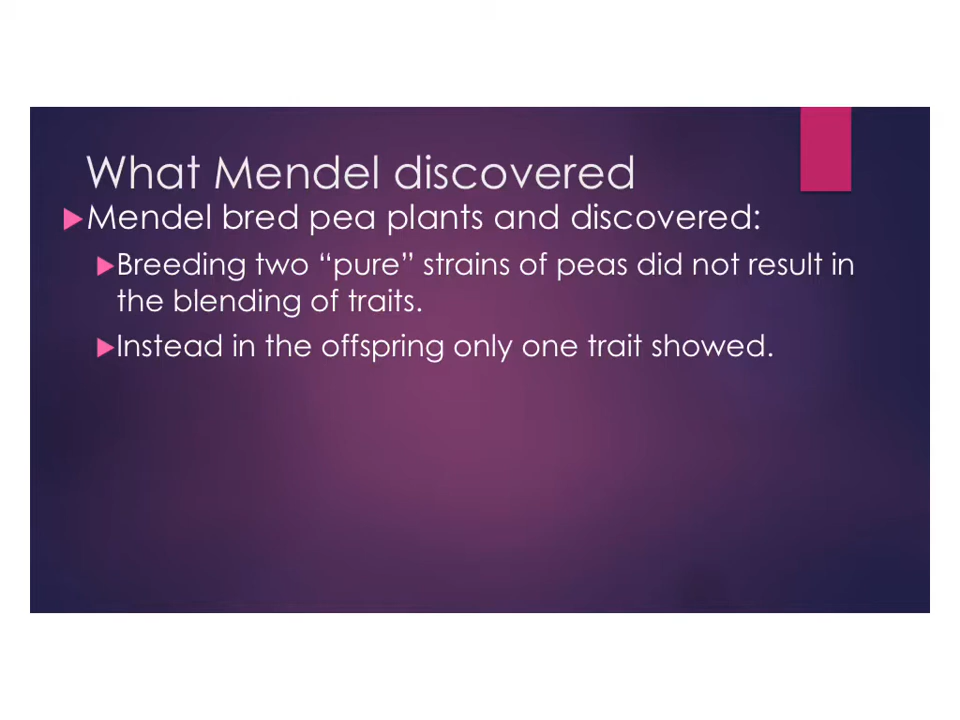 What Mendel discovered
Mendel bred pea plants and discovered:
Breeding two “pure” strains of peas did not result in
the blending of traits.
Instead in the offspring only one trait showed.